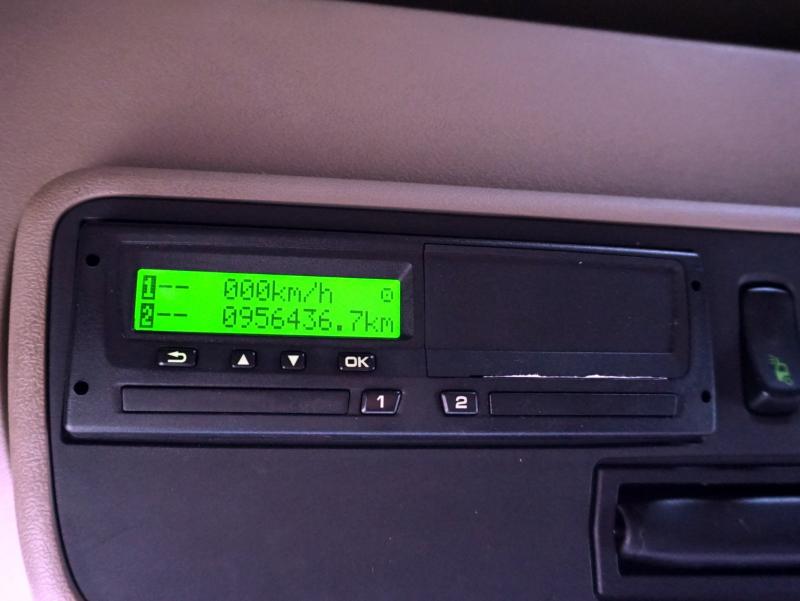 1-- 000km/h
2-- 0956436.7km
▲ ▼ OK
1 2